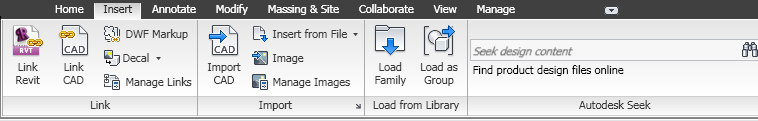 Home Insert Annotate Modify Massing & Site Collaborate View Manage
RVT
Link Revit
CAD
Link CAD
DWF Markup
Decal
Manage Links
Link
CAD
Import CAD
Insert from File
Image
Manage Images
Import
Load Family
Load as Group
Load from Library
Seek design content
Find product design files online
Autodesk Seek